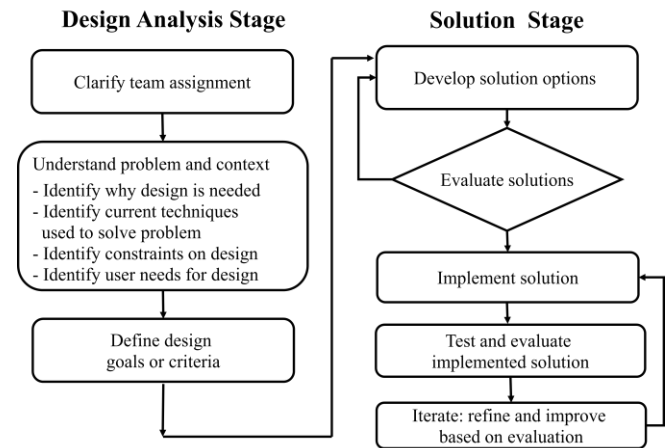 Design Analysis Stage
Clarify team assignment
Understand problem and context
- Identify why design is needed
- Identify current techniques
used to solve problem
- Identify constraints on design
- Identify user needs for design
Define design
goals or criteria
Solution Stage
Develop solution options
Evaluate solutions
Implement solution
Test and evaluate
implemented solution
Iterate: refine and improve
based on evaluation